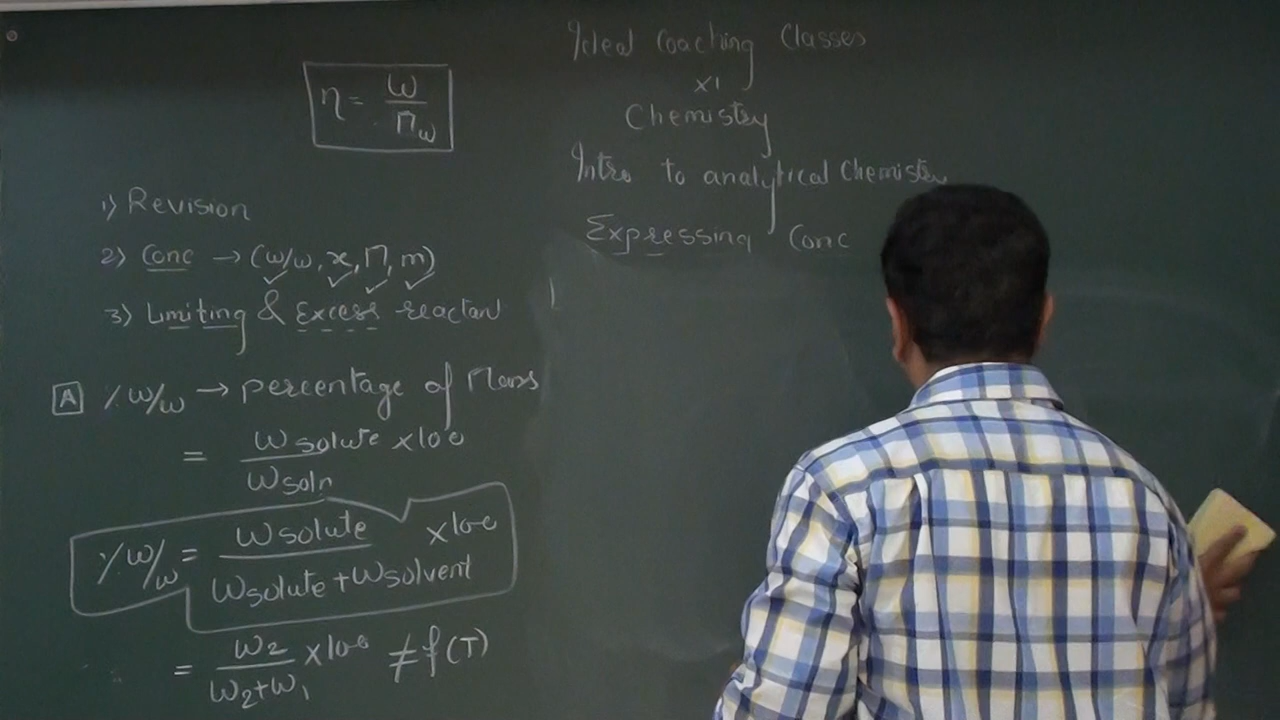 η = W / Mw
1) Revision
2) Conc → (w/w, x, M, m)
3) Limiting & Excess reactan
A % w/w → percentage of Mass
= Wsolute / Wsoln × 100
% w/w = Wsolute / Wsolute + Wsolvent × 100
= W2 / W2 + W1 × 100 ≠ f(T)
Ideal Coaching Classes
XI
Chemistry
Intro to analytical Chemistry
Expressing Conc